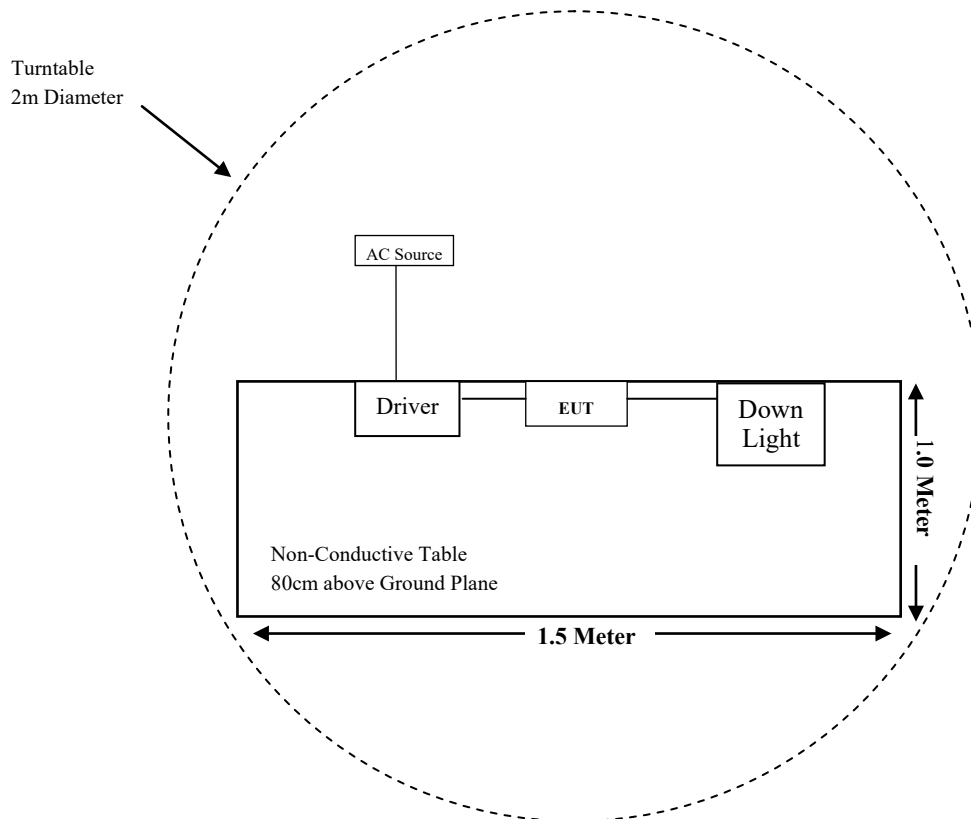 Turntable
2m Diameter
AC Source
Driver
EUT
Down
Light
1.0 Meter
Non-Conductive Table
80cm above Ground Plane
1.5 Meter